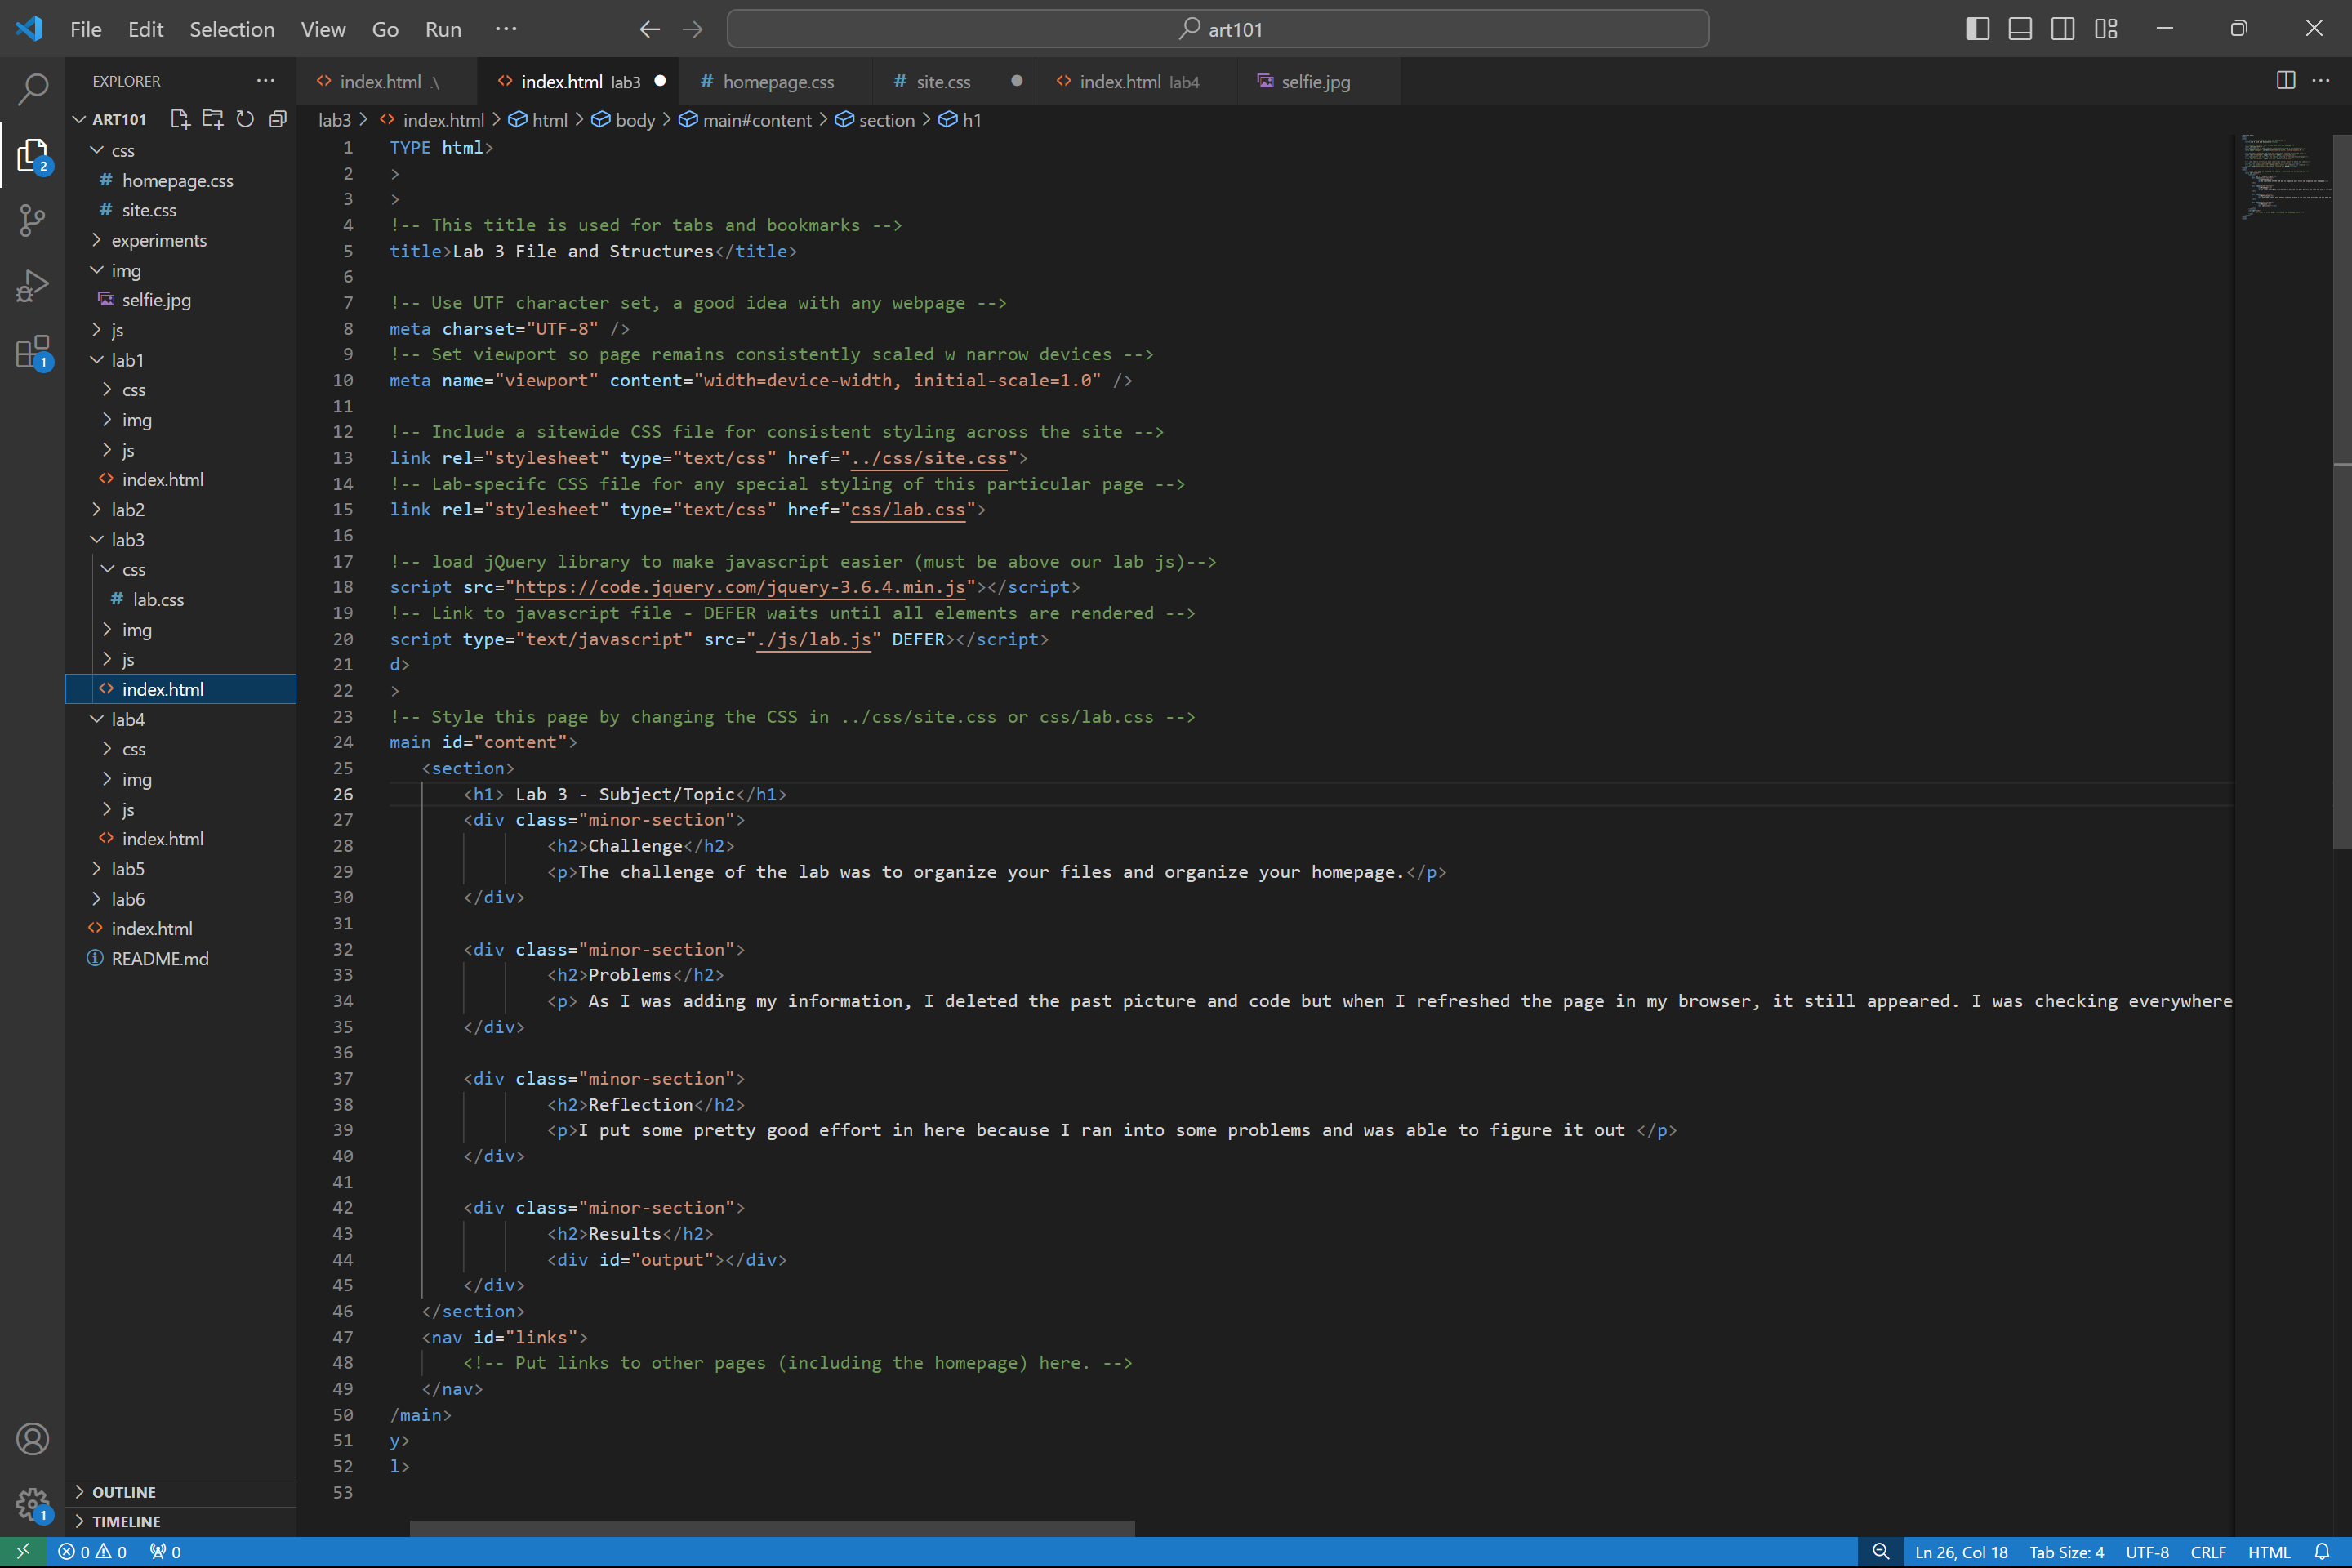 File Edit Selection View Go Run ··· art101
EXPLORER ···
ART101
css
homepage.css
site.css
experiments
img
selfie.jpg
js
lab1
css
img
js
index.html
lab2
lab3
css
lab.css
img
js
index.html
lab4
css
img
js
index.html
lab5
lab6
index.html
README.md
OUTLINE
TIMELINE
2
1
1
index.html .\ index.html lab3 homepage.css site.css index.html lab4 selfie.jpg ···
lab3 > index.html > html > body > main#content > section > h1
1 TYPE html>
2 >
3 >
4 !-- This title is used for tabs and bookmarks -->
5 title>Lab 3 File and Structures</title>
6
7 !-- Use UTF character set, a good idea with any webpage -->
8 meta charset="UTF-8" />
9 !-- Set viewport so page remains consistently scaled w narrow devices -->
10 meta name="viewport" content="width=device-width, initial-scale=1.0" />
11
12 !-- Include a sitewide CSS file for consistent styling across the site -->
13 link rel="stylesheet" type="text/css" href="../css/site.css">
14 !-- Lab-specifc CSS file for any special styling of this particular page -->
15 link rel="stylesheet" type="text/css" href="css/lab.css">
16
17 !-- load jQuery library to make javascript easier (must be above our lab js)-->
18 script src="https://code.jquery.com/jquery-3.6.4.min.js"></script>
19 !-- Link to javascript file - DEFER waits until all elements are rendered -->
20 script type="text/javascript" src="./js/lab.js" DEFER></script>
21 d>
22 >
23 !-- Style this page by changing the CSS in ../css/site.css or css/lab.css -->
24 main id="content">
25 <section>
26 <h1> Lab 3 - Subject/Topic</h1>
27 <div class="minor-section">
28 <h2>Challenge</h2>
29 <p>The challenge of the lab was to organize your files and organize your homepage.</p>
30 </div>
31
32 <div class="minor-section">
33 <h2>Problems</h2>
34 <p> As I was adding my information, I deleted the past picture and code but when I refreshed the page in my browser, it still appeared. I was checking everywhere
35 </div>
36
37 <div class="minor-section">
38 <h2>Reflection</h2>
39 <p>I put some pretty good effort in here because I ran into some problems and was able to figure it out </p>
40 </div>
41
42 <div class="minor-section">
43 <h2>Results</h2>
44 <div id="output"></div>
45 </div>
46 </section>
47 <nav id="links">
48 <!-- Put links to other pages (including the homepage) here. -->
49 </nav>
50 /main>
51 y>
52 l>
53
0 0 0 Ln 26, Col 18 Tab Size: 4 UTF-8 CRLF HTML